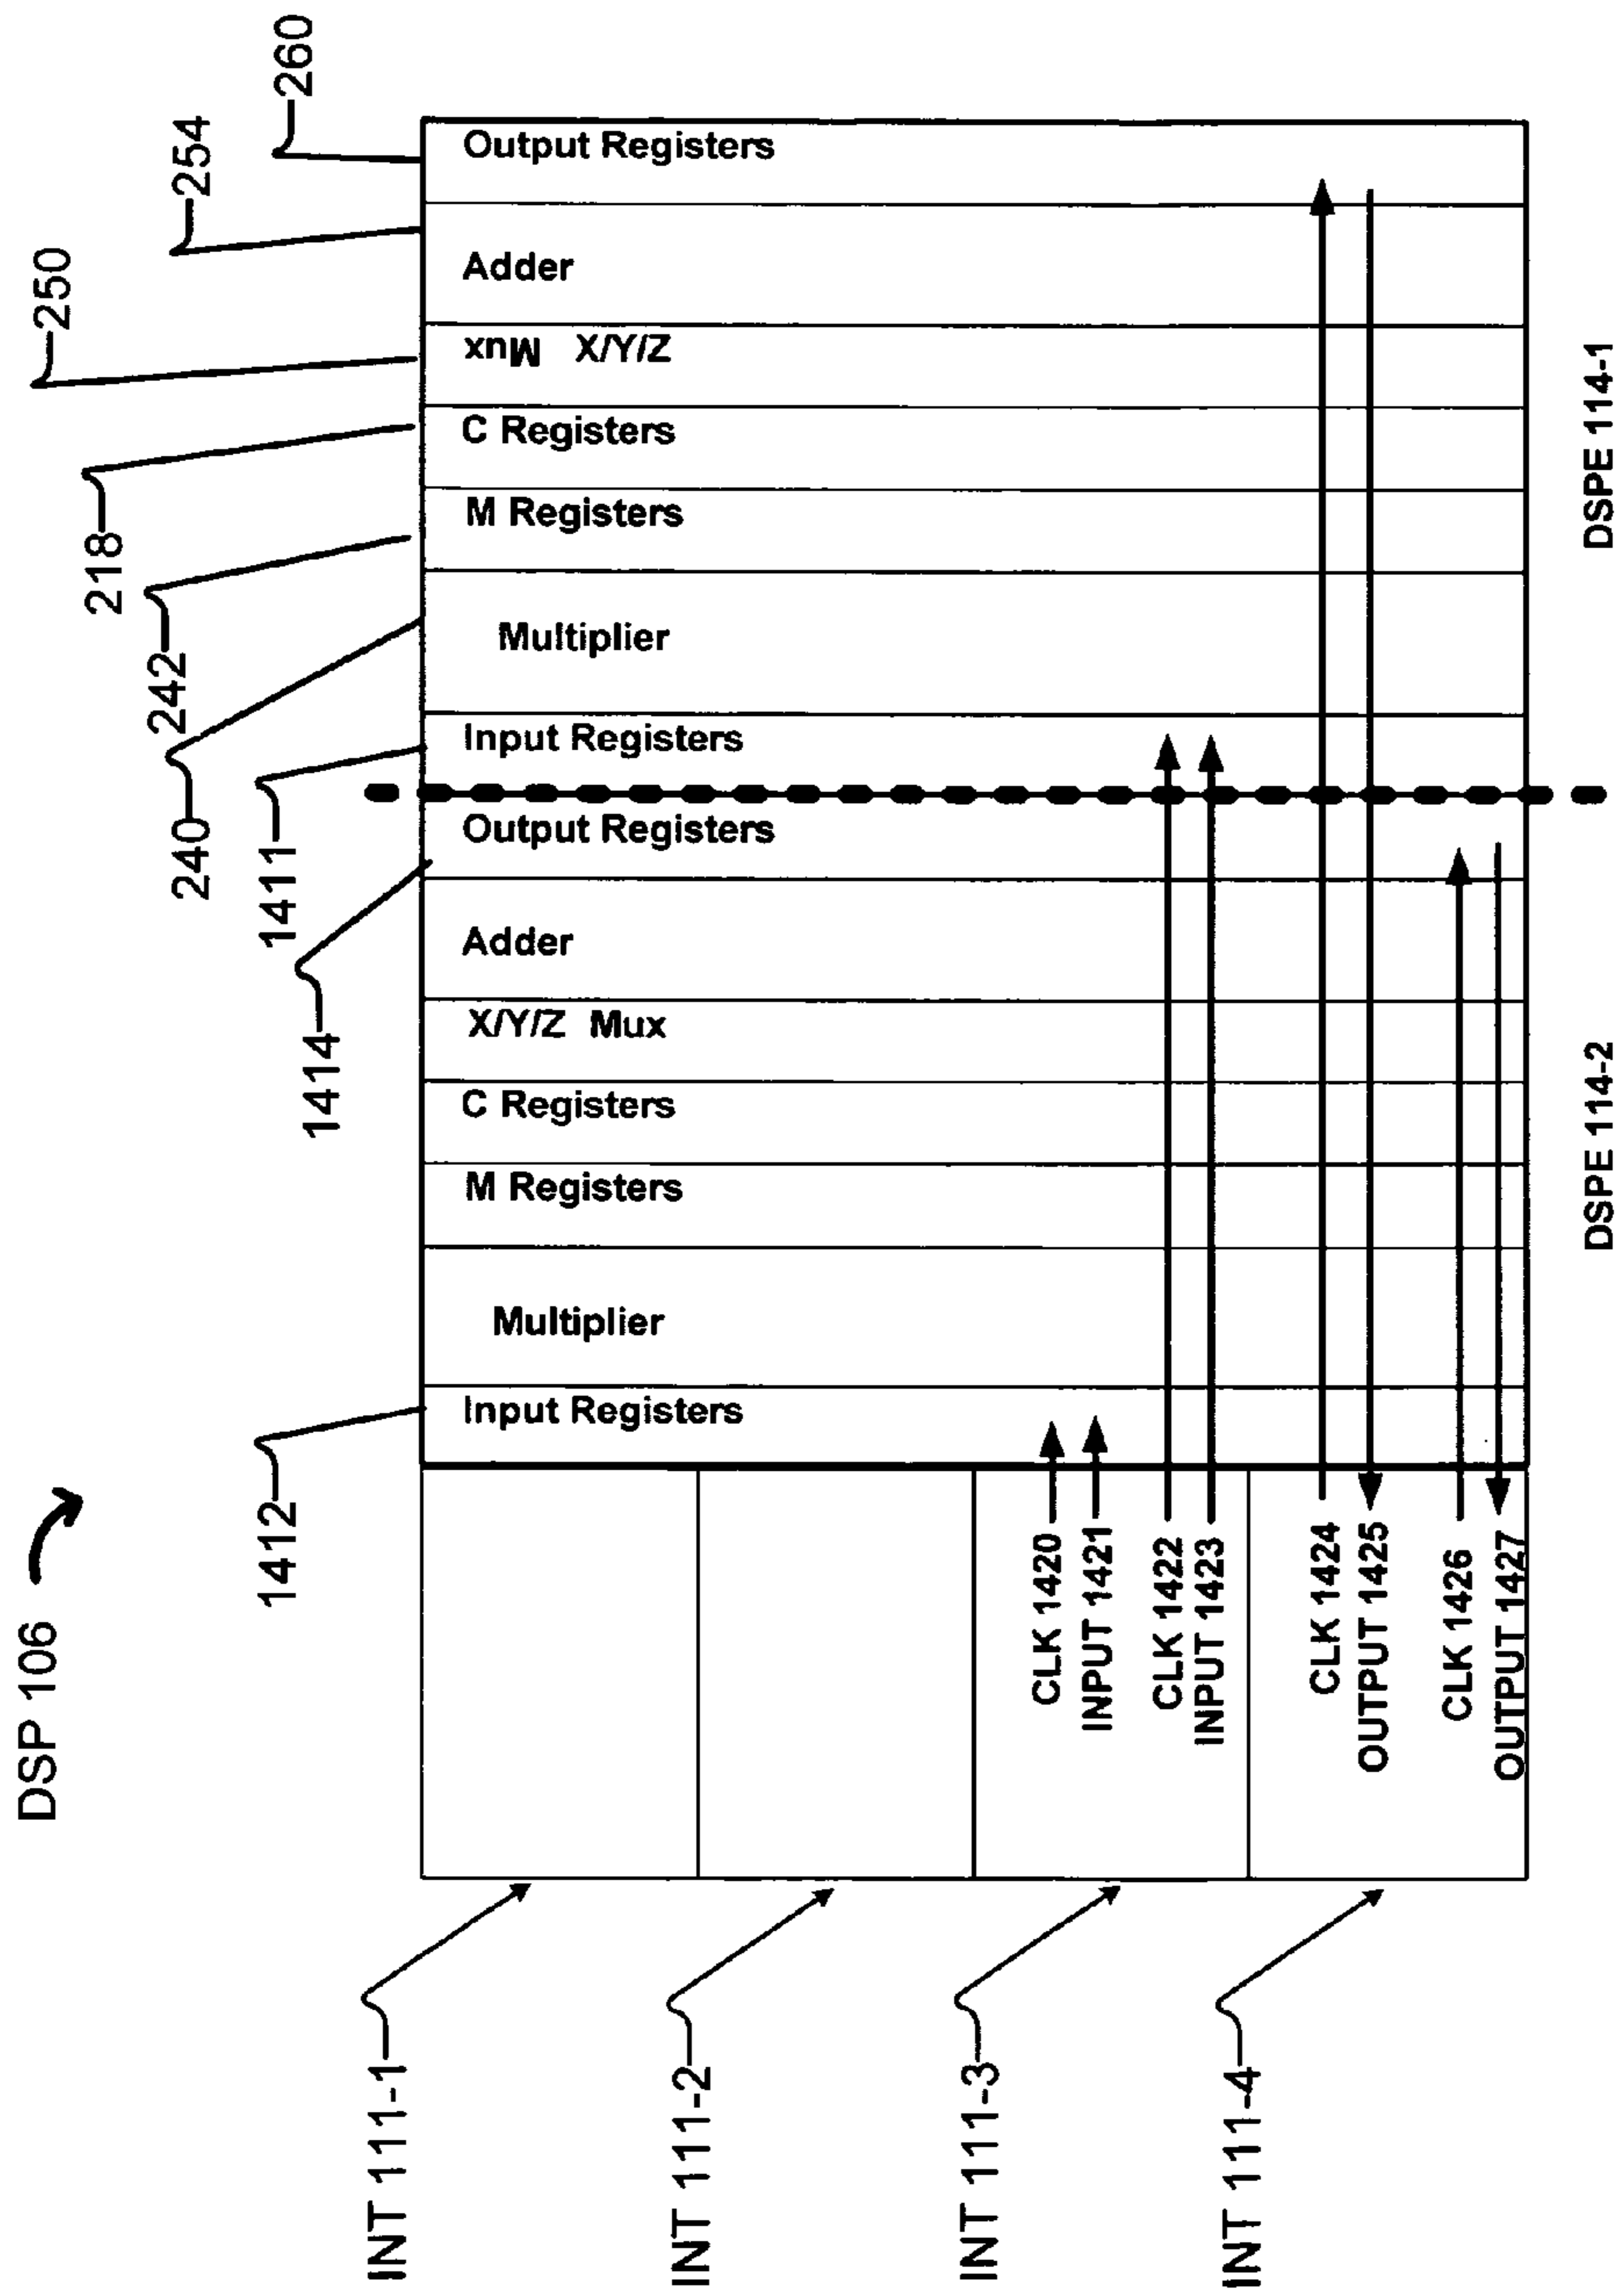 DSP 106
250
254
260
218
242
240
1411
1414
1412
Output Registers
Adder
X/Y/Z Mux
C Registers
M Registers
Multiplier
Input Registers
Output Registers
Adder
X/Y/Z Mux
C Registers
M Registers
Multiplier
Input Registers
CLK 1420
INPUT 1421
CLK 1422
INPUT 1423
CLK 1424
OUTPUT 1425
CLK 1426
OUTPUT 1427
INT 111-1
INT 111-2
INT 111-3
INT 111-4
DSPE 114-2
DSPE 114-1